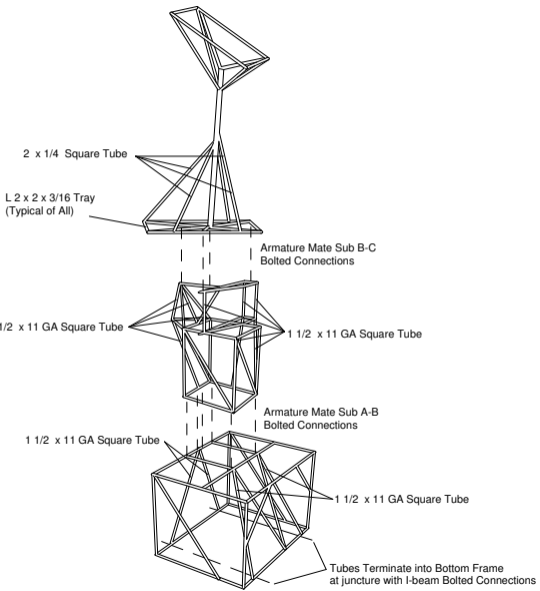 2 x 1/4 Square Tube
L 2 x 2 x 3/16 Tray
(Typical of All)
Armature Mate Sub B-C
Bolted Connections
1/2 x 11 GA Square Tube
1 1/2 x 11 GA Square Tube
Armature Mate Sub A-B
Bolted Connections
1 1/2 x 11 GA Square Tube
1 1/2 x 11 GA Square Tube
Tubes Terminate into Bottom Frame
at juncture with I-beam Bolted Connections